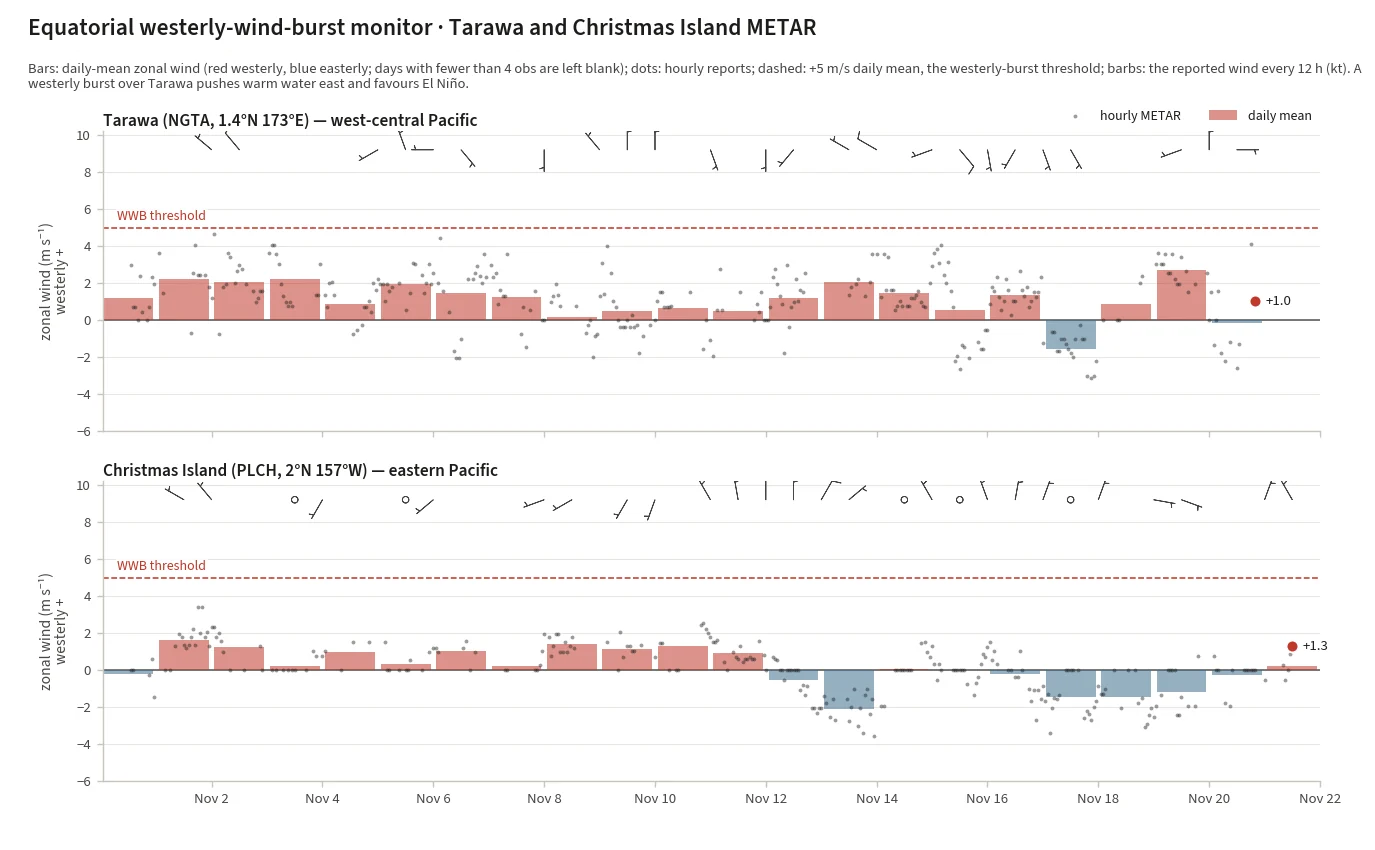 Equatorial westerly-wind-burst monitor · Tarawa and Christmas Island METAR
Bars: daily-mean zonal wind (red westerly, blue easterly; days with fewer than 4 obs are left blank); dots: hourly reports; dashed: +5 m/s daily mean, the westerly-burst threshold; barbs: the reported wind every 12 h (kt). A
westerly burst over Tarawa pushes warm water east and favours El Niño.
Tarawa (NGTA, 1.4°N 173°E) — west-central Pacific
hourly METAR
daily mean
10
8
6
4
2
0
−2
−4
−6
zonal wind (m s⁻¹)
westerly +
WWB threshold
+1.0
Christmas Island (PLCH, 2°N 157°W) — eastern Pacific
10
8
6
4
2
0
−2
−4
−6
zonal wind (m s⁻¹)
westerly +
WWB threshold
+1.3
Nov 2
Nov 4
Nov 6
Nov 8
Nov 10
Nov 12
Nov 14
Nov 16
Nov 18
Nov 20
Nov 22